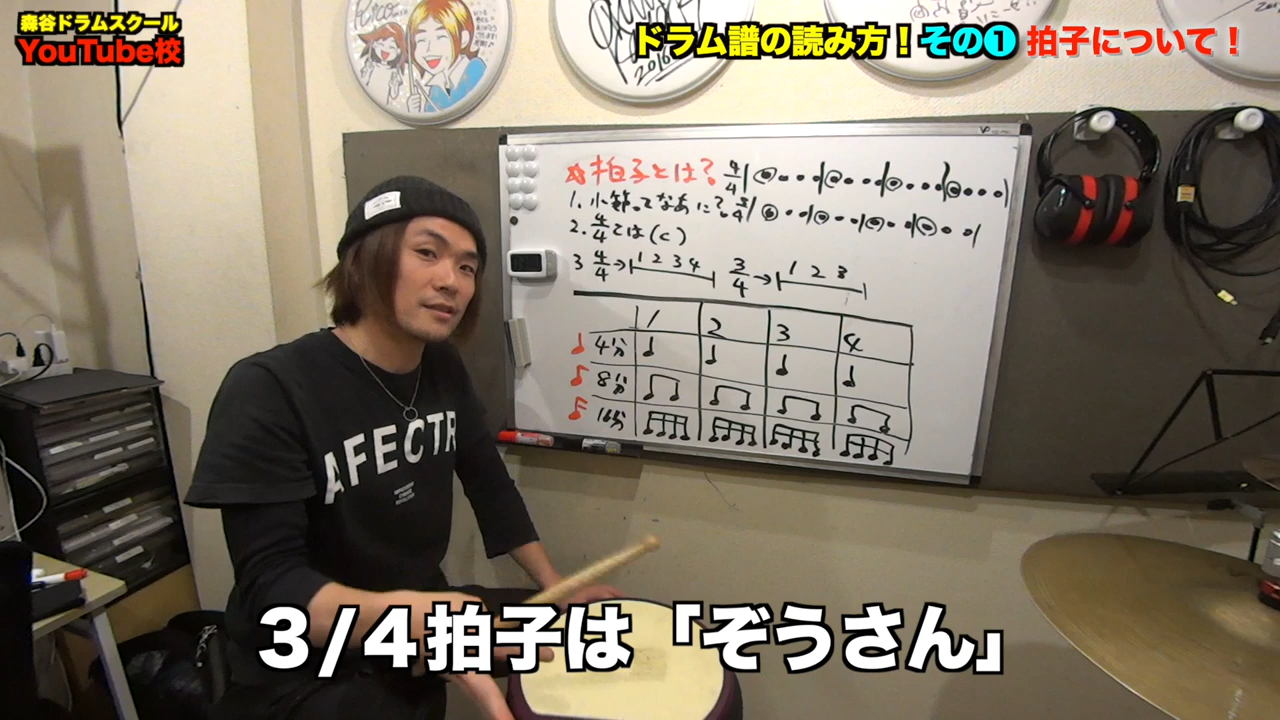 森谷ドラムスクール
YouTube校
ドラム譜の読み方！その❶ 拍子について！
2016
☆拍子とは？ 4/4
1. 小節ってなあに？ 3/4
2. 4/4では(C)
3 4/4→ 1 2 3 4 3/4→ 1 2 3
1 2 3 4
4分
8分
16分
AFECTR
3/4拍子は「ぞうさん」